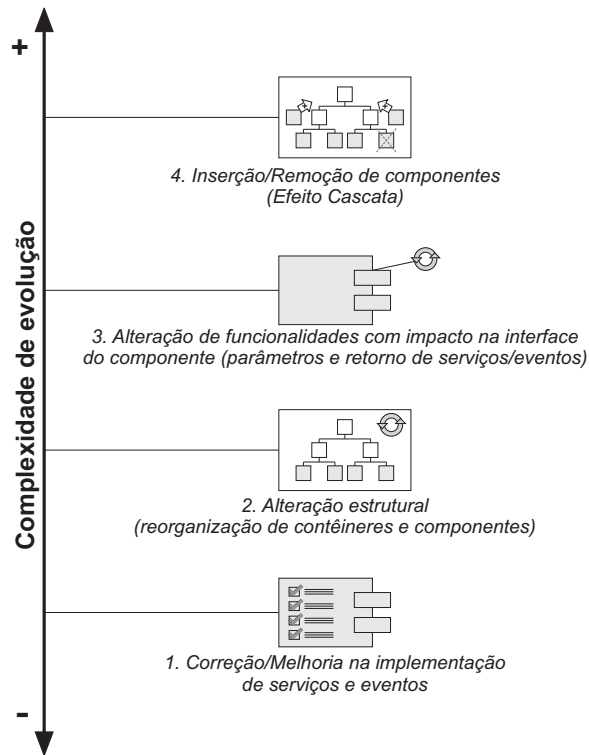 +
4. Inserção/Remoção de componentes
(Efeito Cascata)
3. Alteração de funcionalidades com impacto na interface
do componente (parâmetros e retorno de serviços/eventos)
Complexidade de evolução
2. Alteração estrutural
(reorganização de contêineres e componentes)
1. Correção/Melhoria na implementação
de serviços e eventos
-